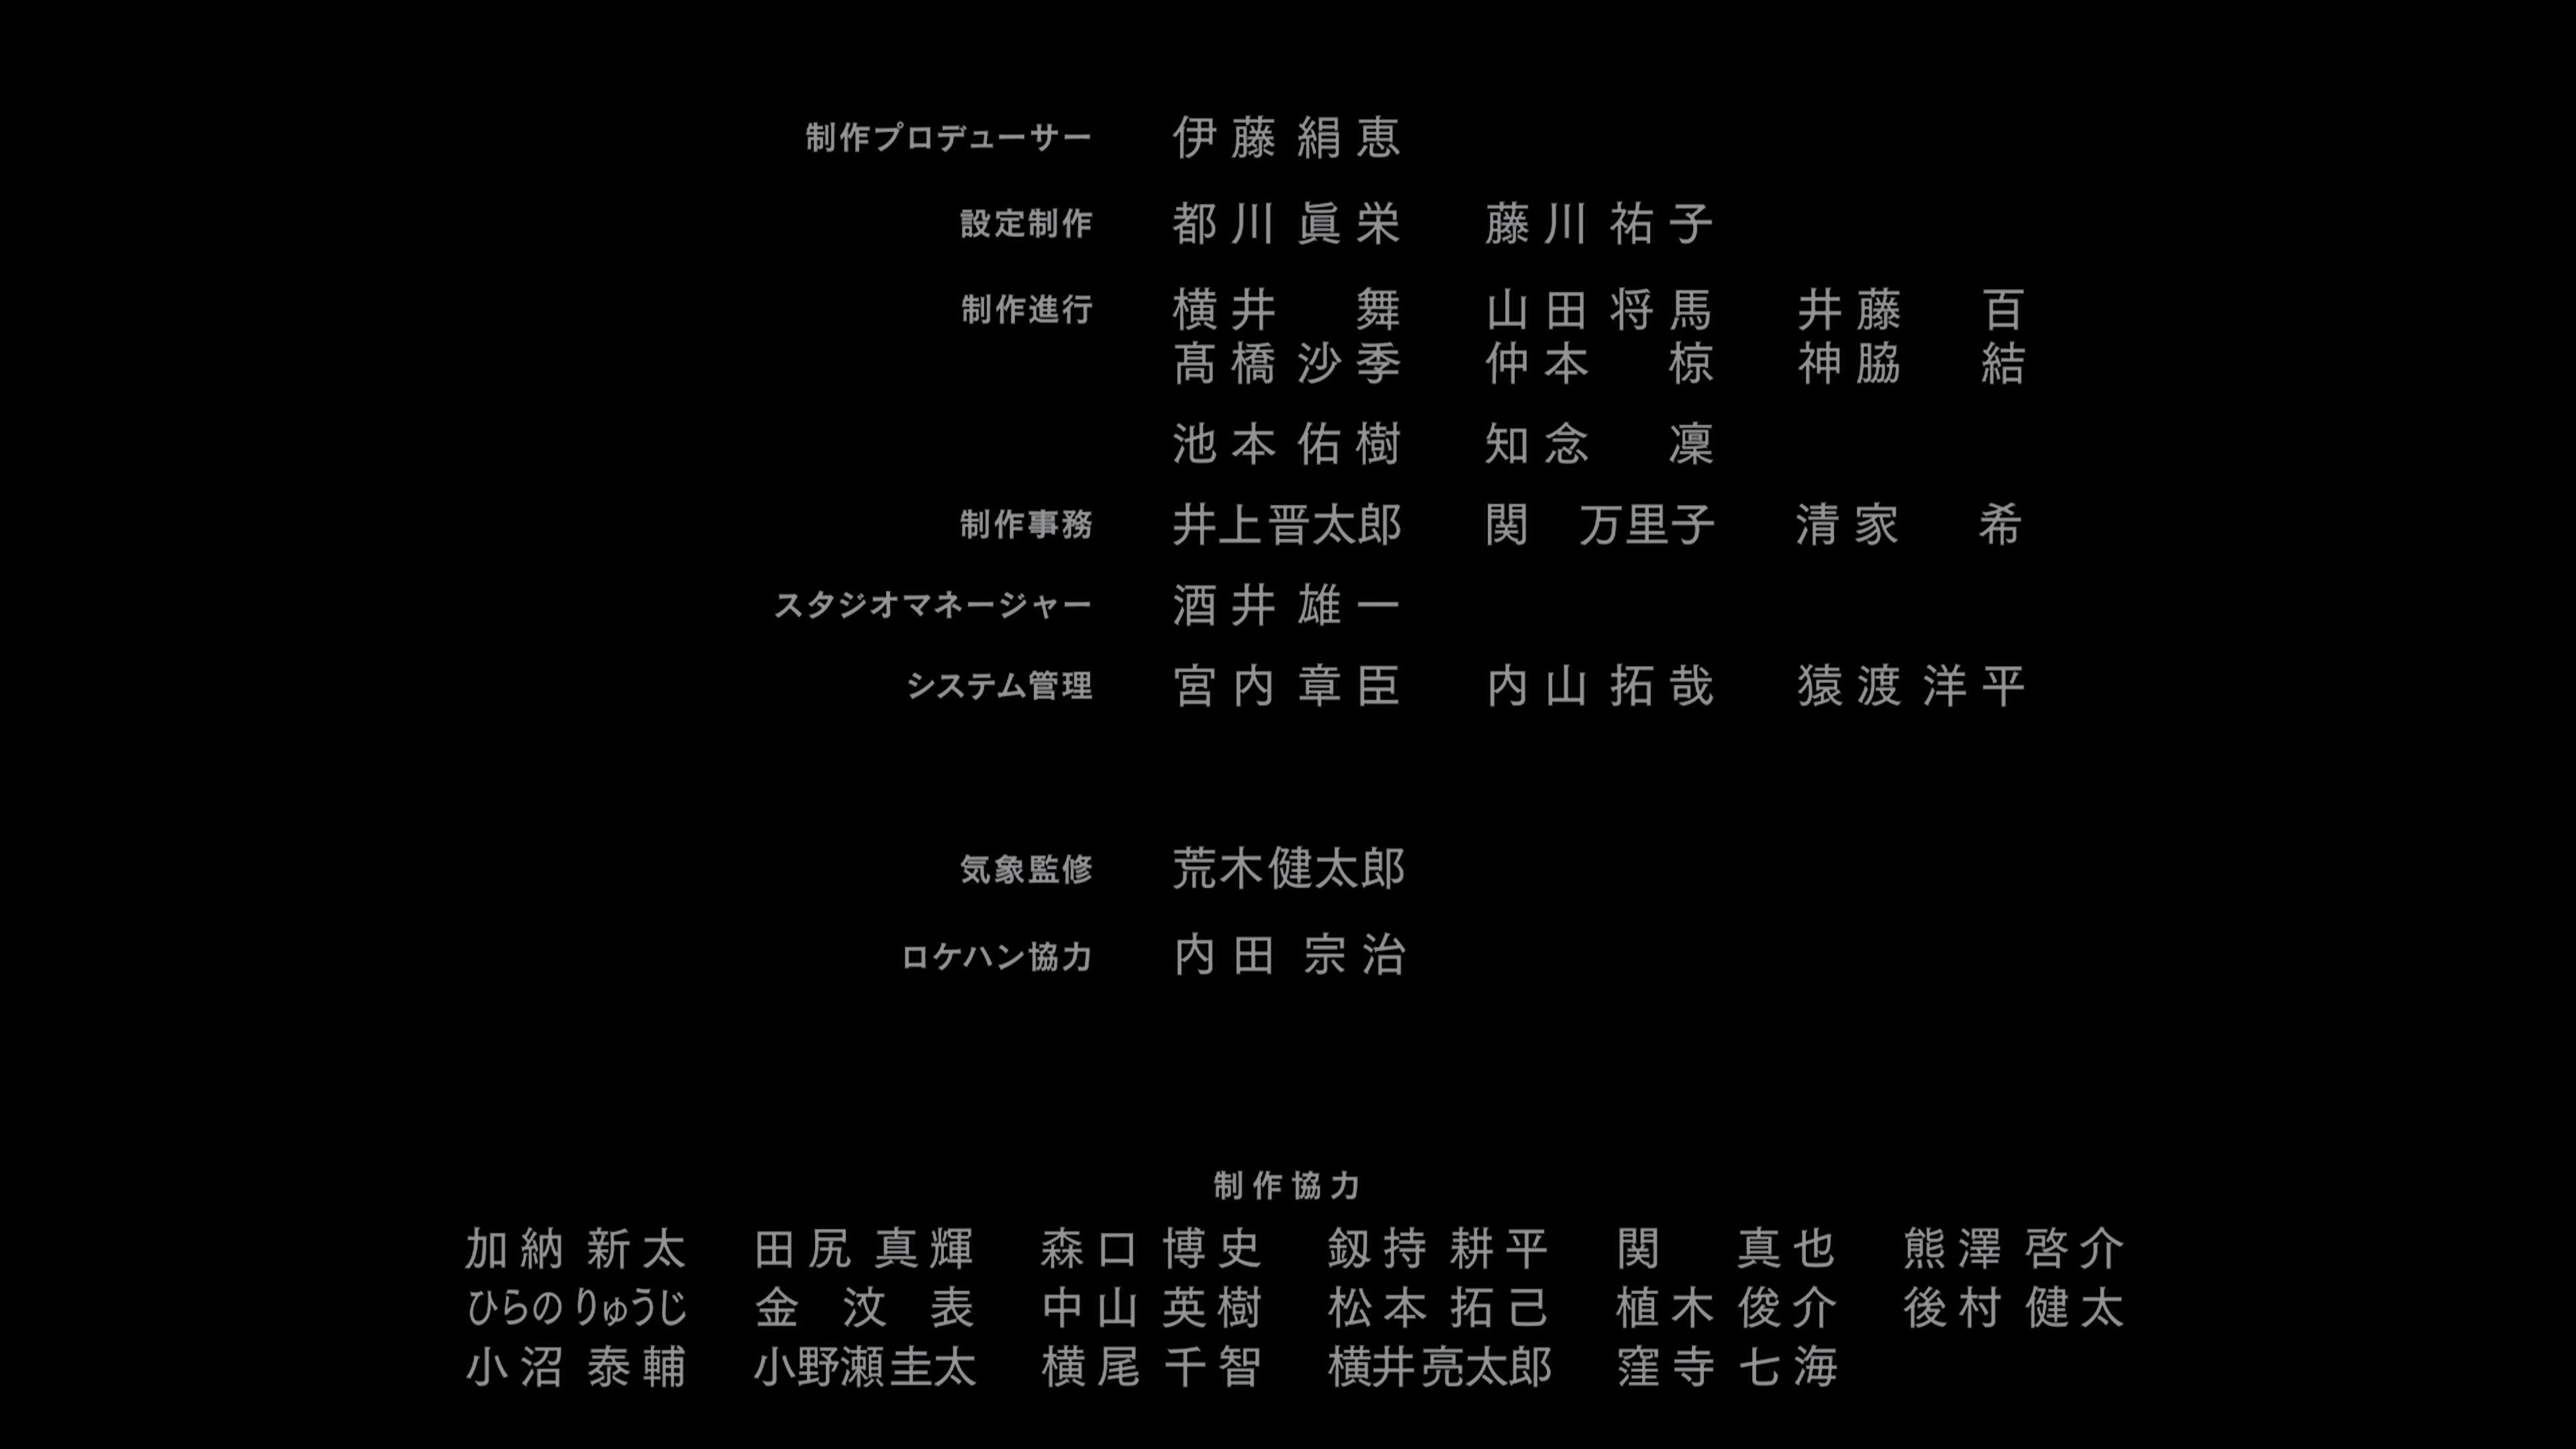 制作プロデューサー 伊藤 絹恵
設定制作 都川 眞栄 藤川 祐子
制作進行 横井 舞 山田 将馬 井藤 百
髙橋 沙季 仲本 椋 神脇 結
池本 佑樹 知念 凜
制作事務 井上晋太郎 関 万里子 清家 希
スタジオマネージャー 酒井 雄一
システム管理 宮内 章臣 内山 拓哉 猿渡 洋平
気象監修 荒木健太郎
ロケハン協力 内田 宗治
制作協力
加納 新太 田尻 真輝 森口 博史 釼持 耕平 関 真也 熊澤 啓介
ひらの りゅうじ 金 汶 表 中山 英樹 松本 拓己 植木 俊介 後村 健太
小沼 泰輔 小野瀬 圭太 横尾 千智 横井 亮太郎 窪寺 七海